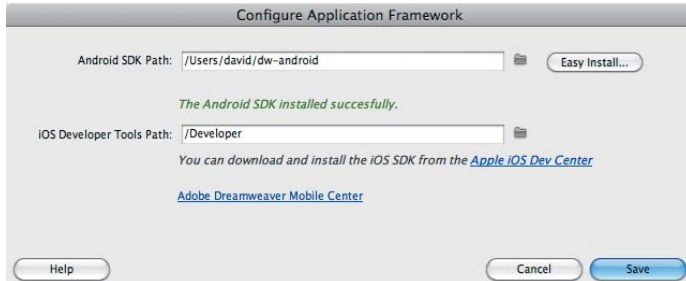 Configure Application Framework
Android SDK Path: /Users/david/dw-android Easy Install...
The Android SDK installed succesfully.
iOS Developer Tools Path: /Developer
You can download and install the iOS SDK from the Apple iOS Dev Center
Adobe Dreamweaver Mobile Center
Help Cancel Save